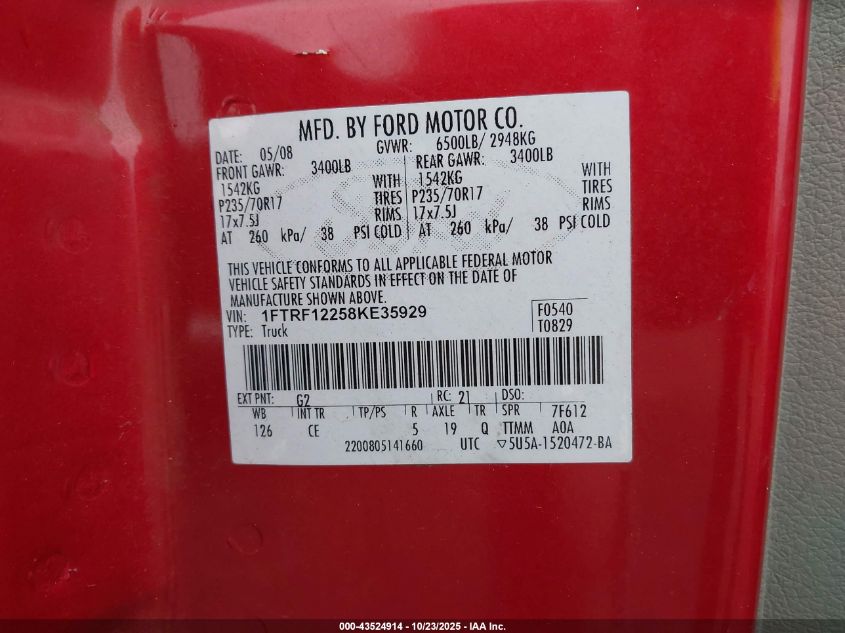 MFD. BY FORD MOTOR CO.
DATE: 05/08 GVWR: 6500LB/ 2948KG
FRONT GAWR: 3400LB REAR GAWR: 3400LB
1542KG WITH 1542KG WITH
P235/70R17 TIRES P235/70R17 TIRES
17x7.5J RIMS 17x7.5J RIMS
AT 260 kPa/ 38 PSI COLD AT 260 kPa/ 38 PSI COLD
THIS VEHICLE CONFORMS TO ALL APPLICABLE FEDERAL MOTOR
VEHICLE SAFETY STANDARDS IN EFFECT ON THE DATE OF
MANUFACTURE SHOWN ABOVE.
VIN: 1FTRF12258KE35929 F0540
TYPE: Truck T0829
EXT PNT: G2 RC: 21 DSO:
WB INT TR TP/PS R AXLE TR SPR 7F612
126 CE 5 19 Q TTMM AOA
2200805141660 UTC ▽5U5A-1520472-BA
000-43524914 - 10/23/2025 - IAA Inc.